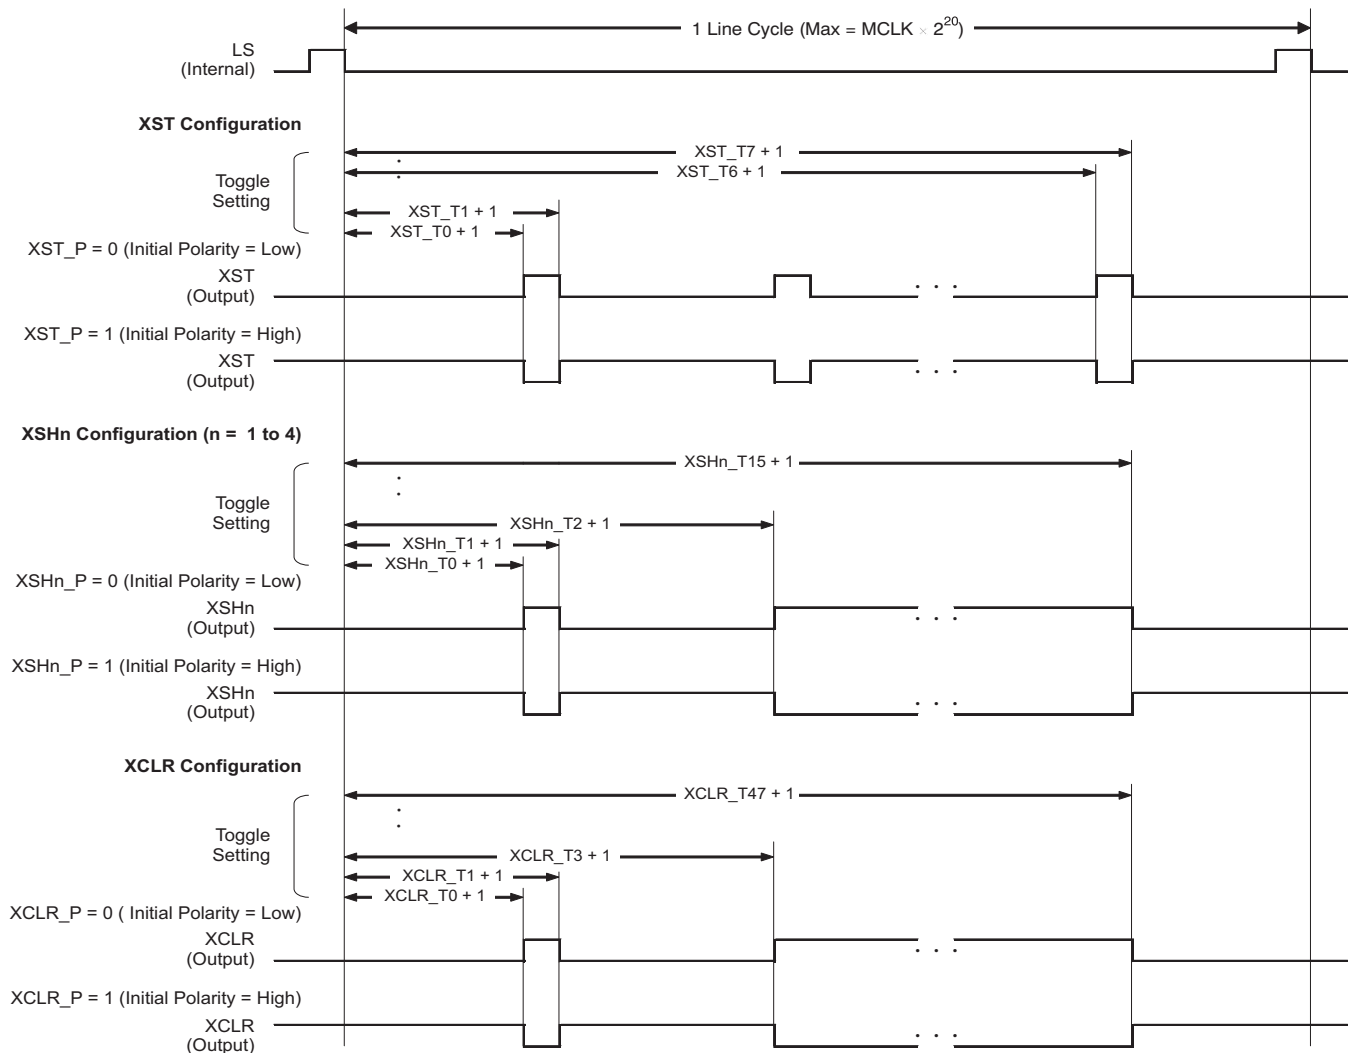 1 Line Cycle (Max = MCLK × 2^20)
LS
(Internal)
XST Configuration
XST_T7 + 1
:
XST_T6 + 1
Toggle
Setting
XST_T1 + 1
XST_T0 + 1
XST_P = 0 (Initial Polarity = Low)
XST
(Output)
. . .
XST_P = 1 (Initial Polarity = High)
XST
(Output)
. . .
XSHn Configuration (n = 1 to 4)
XSHn_T15 + 1
:
Toggle
Setting
XSHn_T2 + 1
XSHn_T1 + 1
XSHn_T0 + 1
XSHn_P = 0 (Initial Polarity = Low)
XSHn
(Output)
. . .
XSHn_P = 1 (Initial Polarity = High)
XSHn
(Output)
. . .
XCLR Configuration
XCLR_T47 + 1
:
Toggle
Setting
XCLR_T3 + 1
XCLR_T1 + 1
XCLR_T0 + 1
XCLR_P = 0 ( Initial Polarity = Low)
XCLR
(Output)
. . .
XCLR_P = 1 (Initial Polarity = High)
XCLR
(Output)
. . .